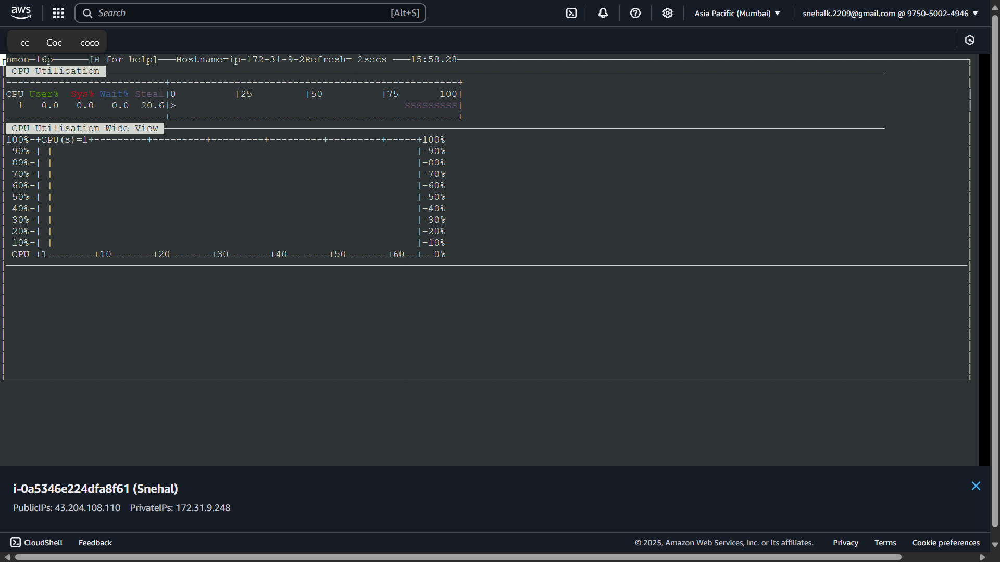 aws Search [Alt+S] Asia Pacific (Mumbai) ▼ snehalk.2209@gmail.com @ 9750-5002-4946 ▼
cc Coc coco
nmon─16p──────[H for help]───Hostname=ip-172-31-9-2Refresh= 2secs ───15:58.28
CPU Utilisation
---------------------------+-------------------------------------------------+
CPU User% Sys% Wait% Steal|0 |25 |50 |75 100|
1 0.0 0.0 0.0 20.6|> SSSSSSSSS|
---------------------------+-------------------------------------------------+
CPU Utilisation Wide View
100%-+CPU(s)=1+---------+---------+---------+---------+---------+-----+100%
90%-| | |-90%
80%-| | |-80%
70%-| | |-70%
60%-| | |-60%
50%-| | |-50%
40%-| | |-40%
30%-| | |-30%
20%-| | |-20%
10%-| | |-10%
CPU +1--------+10-------+20-------+30-------+40-------+50-------+60--+--0%
i-0a5346e224dfa8f61 (Snehal)
PublicIPs: 43.204.108.110 PrivateIPs: 172.31.9.248
CloudShell Feedback © 2025, Amazon Web Services, Inc. or its affiliates. Privacy Terms Cookie preferences